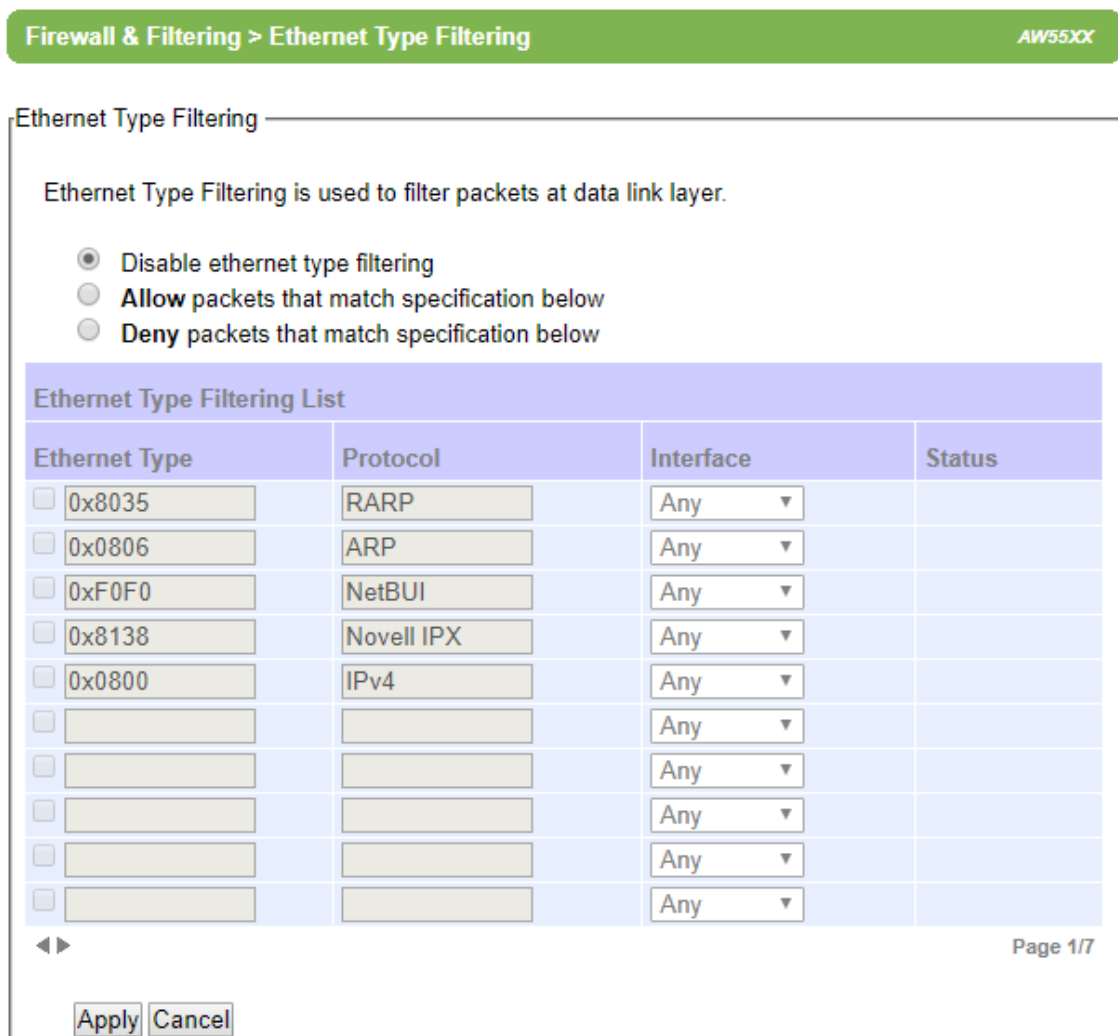 Firewall & Filtering > Ethernet Type Filtering AW55XX
Ethernet Type Filtering
Ethernet Type Filtering is used to filter packets at data link layer.
Disable ethernet type filtering
Allow packets that match specification below
Deny packets that match specification below
Ethernet Type Filtering List
Ethernet Type Protocol Interface Status
0x8035 RARP Any
0x0806 ARP Any
0xF0F0 NetBUI Any
0x8138 Novell IPX Any
0x0800 IPv4 Any
Any
Any
Any
Any
Any
Page 1/7
Apply Cancel